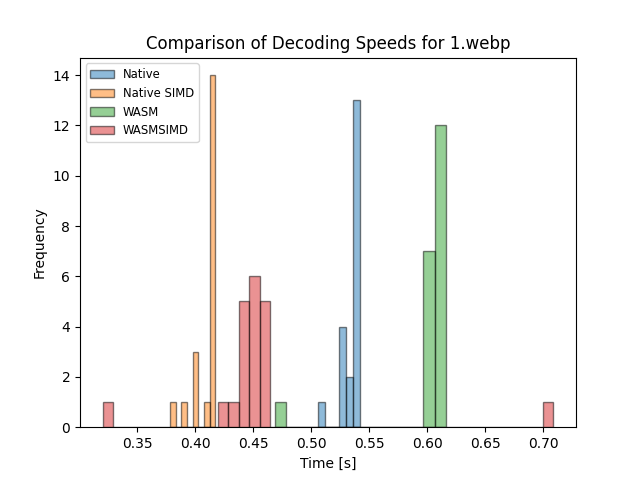 Comparison of Decoding Speeds for 1.webp
Native
Native SIMD
WASM
WASMSIMD
14
12
10
8
6
4
2
0
Frequency
0.35 0.40 0.45 0.50 0.55 0.60 0.65 0.70
Time [s]